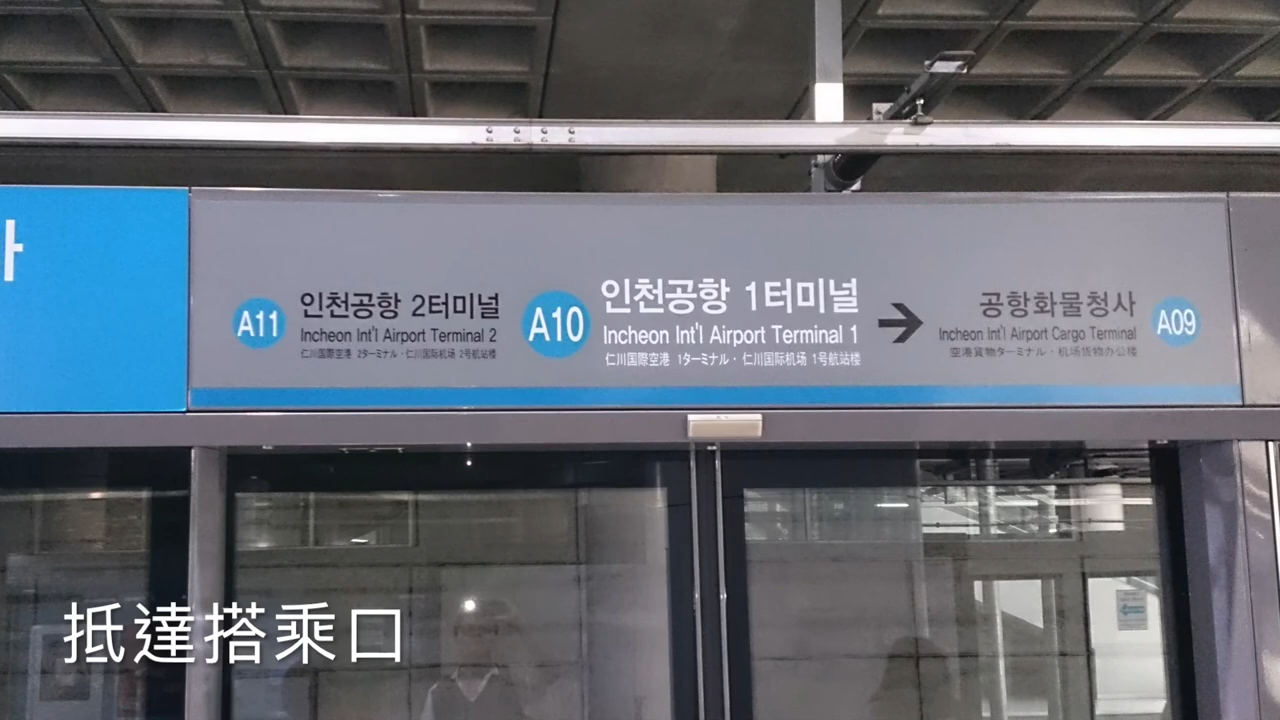 A11
인천공항 2터미널
Incheon Int'l Airport Terminal 2
仁川国際空港 2ターミナル · 仁川国际机场 2号航站楼
A10
인천공항 1터미널
Incheon Int'l Airport Terminal 1
仁川国際空港 1ターミナル · 仁川国际机场 1号航站楼
공항화물청사
Incheon Int'l Airport Cargo Terminal
空港貨物ターミナル · 机场货物办公楼
A09
抵達搭乘口